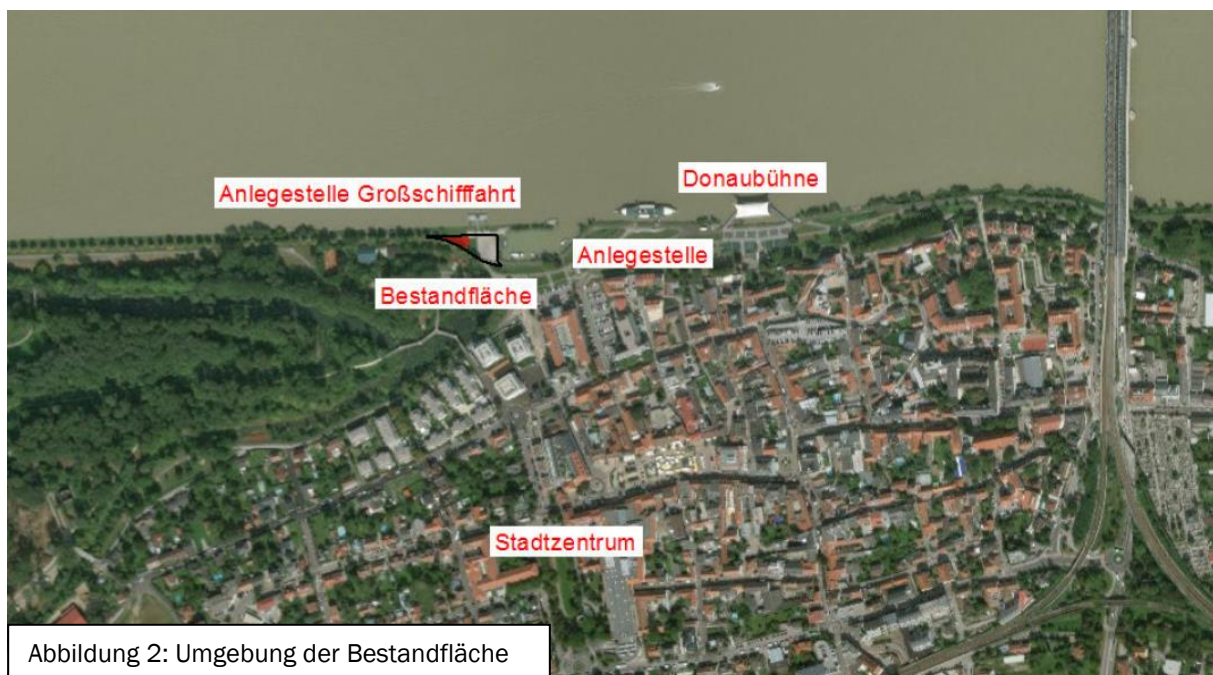 Donaubühne
Anlegestelle Großschifffahrt
Anlegestelle
Bestandfläche
Stadtzentrum
Abbildung 2: Umgebung der Bestandfläche